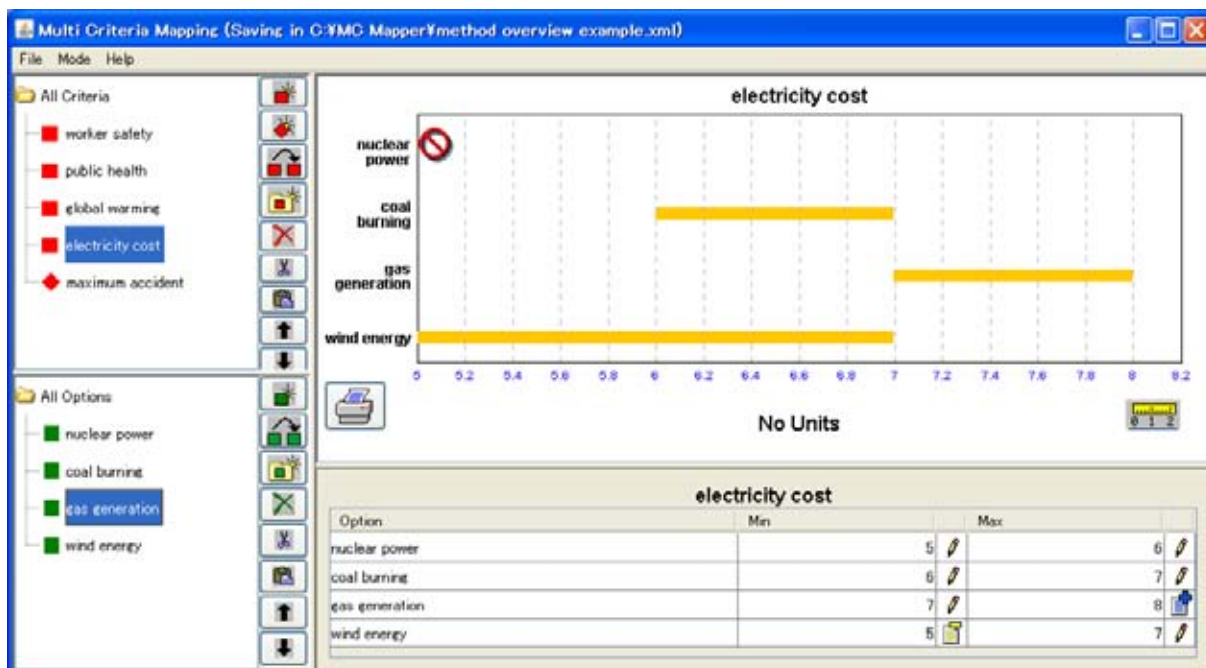 Multi Criteria Mapping (Saving in C:¥MC Mapper¥method overview example.xml)
File Mode Help
All Criteria
worker safety
public health
global warming
electricity cost
maximum accident
All Options
nuclear power
coal burning
gas generation
wind energy
electricity cost
nuclear
power
coal
burning
gas
generation
wind energy
5 5.2 5.4 5.6 5.8 6 6.2 6.4 6.6 6.8 7 7.2 7.4 7.6 7.8 8 8.2
No Units
0 1 2
electricity cost
Option Min Max
nuclear power 5 6
coal burning 6 7
gas generation 7 8
wind energy 5 7